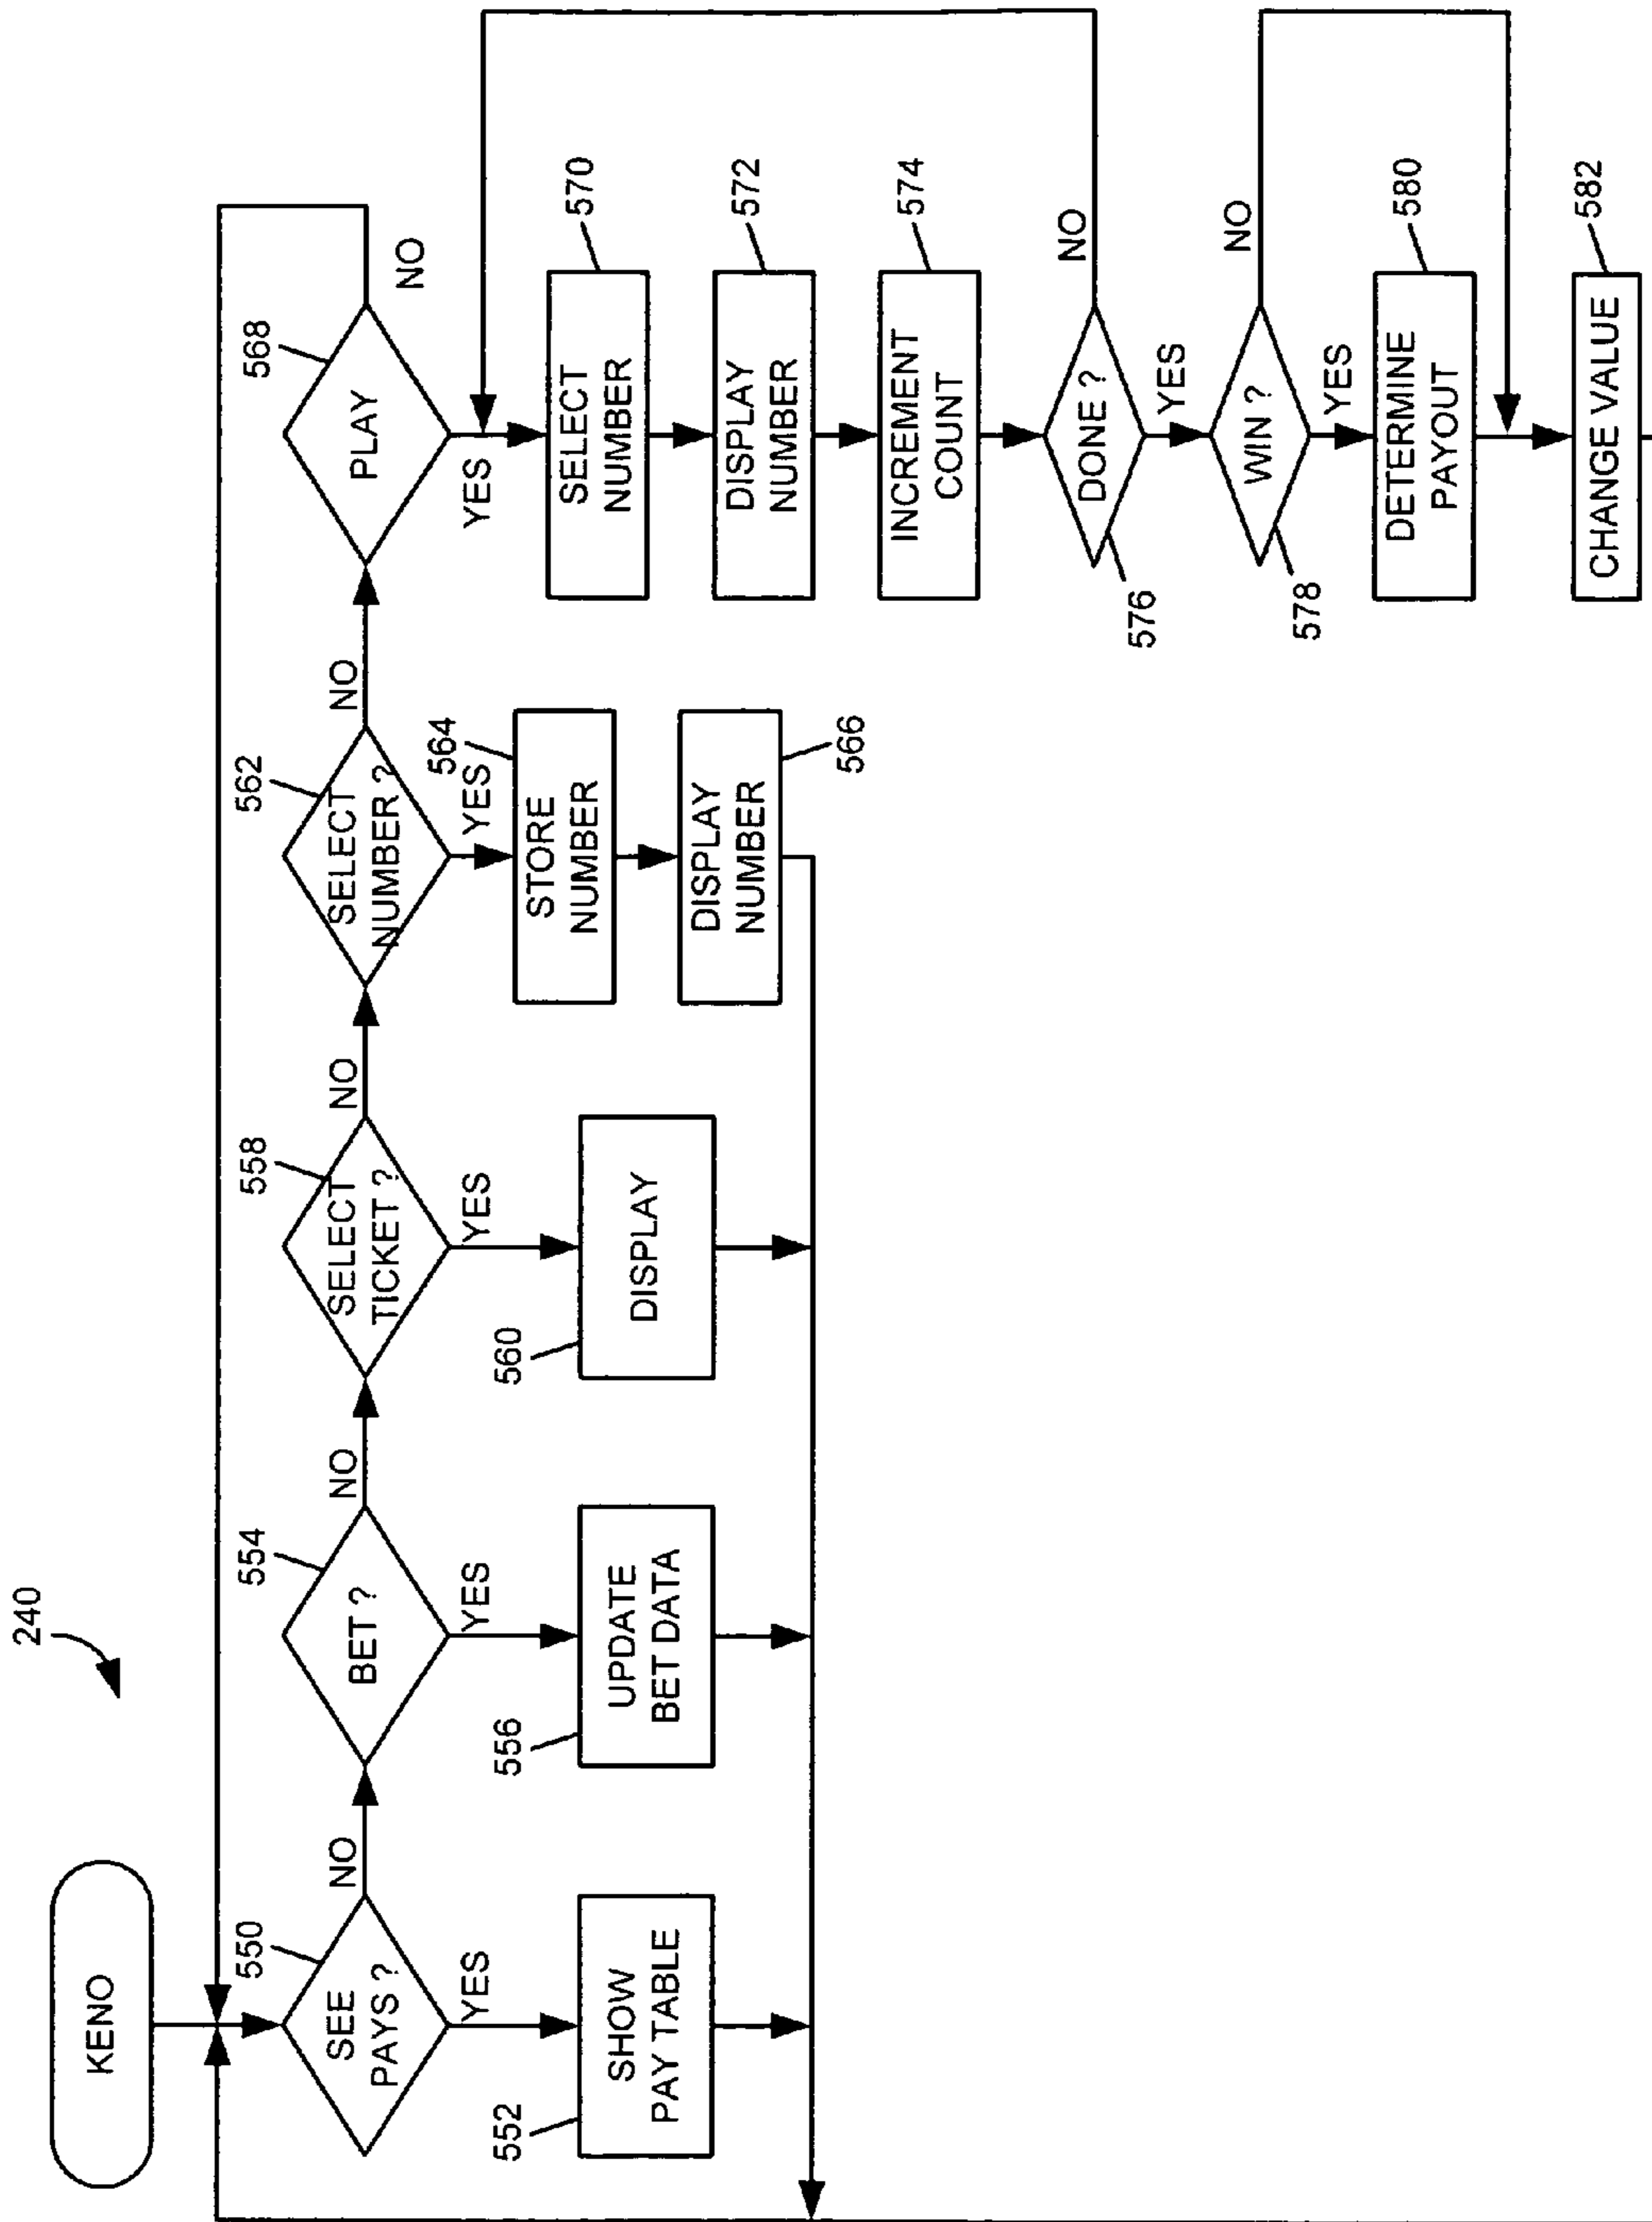 240
KENO
550
SEE
PAYS ?
NO
YES
552
SHOW
PAY TABLE
554
BET ?
NO
YES
556
UPDATE
BET DATA
558
SELECT
TICKET ?
NO
YES
560
DISPLAY
562
SELECT
NUMBER ?
NO
YES
564
STORE
NUMBER
566
DISPLAY
NUMBER
568
PLAY
NO
YES
570
SELECT
NUMBER
572
DISPLAY
NUMBER
574
INCREMENT
COUNT
576
DONE ?
NO
YES
578
WIN ?
NO
YES
580
DETERMINE
PAYOUT
582
CHANGE VALUE